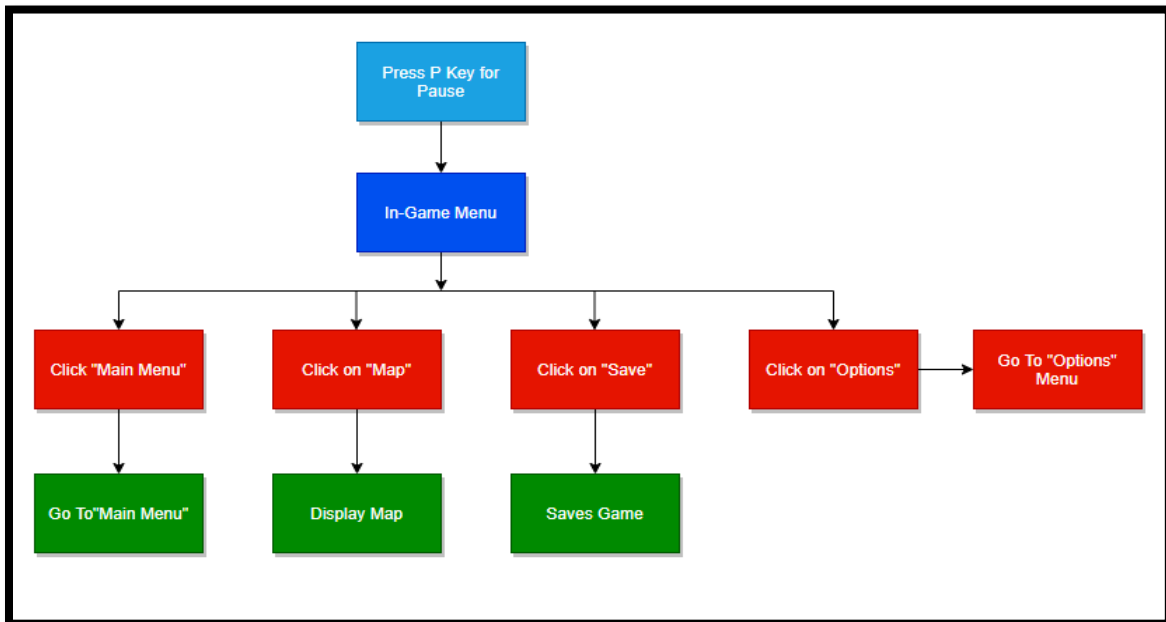 Press P Key for
Pause
In-Game Menu
Click "Main Menu"
Click on "Map"
Click on "Save"
Click on "Options"
Go To "Options"
Menu
Go To"Main Menu"
Display Map
Saves Game